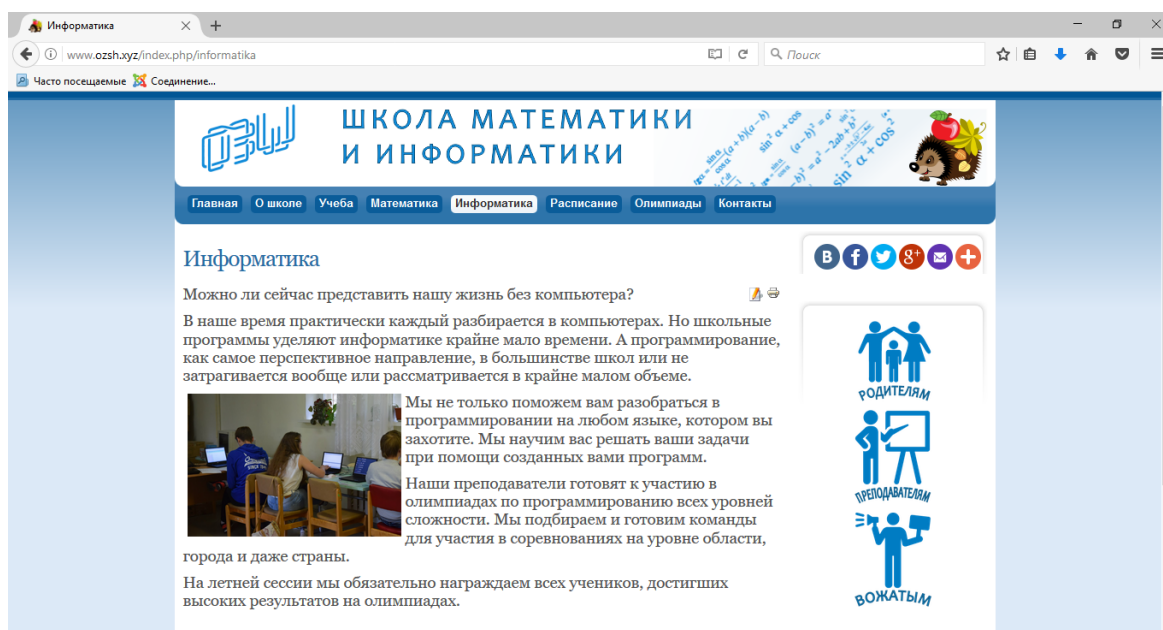 Информатика
www.ozsh.xyz/index.php/informatika
Поиск
Часто посещаемые Соединение...
ОЗШ
ШКОЛА МАТЕМАТИКИ
И ИНФОРМАТИКИ
Главная О школе Учеба Математика Информатика Расписание Олимпиады Контакты
Информатика
Можно ли сейчас представить нашу жизнь без компьютера?
В наше время практически каждый разбирается в компьютерах. Но школьные
программы уделяют информатике крайне мало времени. А программирование,
как самое перспективное направление, в большинстве школ или не
затрагивается вообще или рассматривается в крайне малом объеме.
Мы не только поможем вам разобраться в
программировании на любом языке, котором вы
захотите. Мы научим вас решать ваши задачи
при помощи созданных вами программ.
Наши преподаватели готовят к участию в
олимпиадах по программированию всех уровней
сложности. Мы подбираем и готовим команды
для участия в соревнованиях на уровне области,
города и даже страны.
На летней сессии мы обязательно награждаем всех учеников, достигших
высоких результатов на олимпиадах.
РОДИТЕЛЯМ
ПРЕПОДАВАТЕЛЯМ
ВОЖАТЫМ